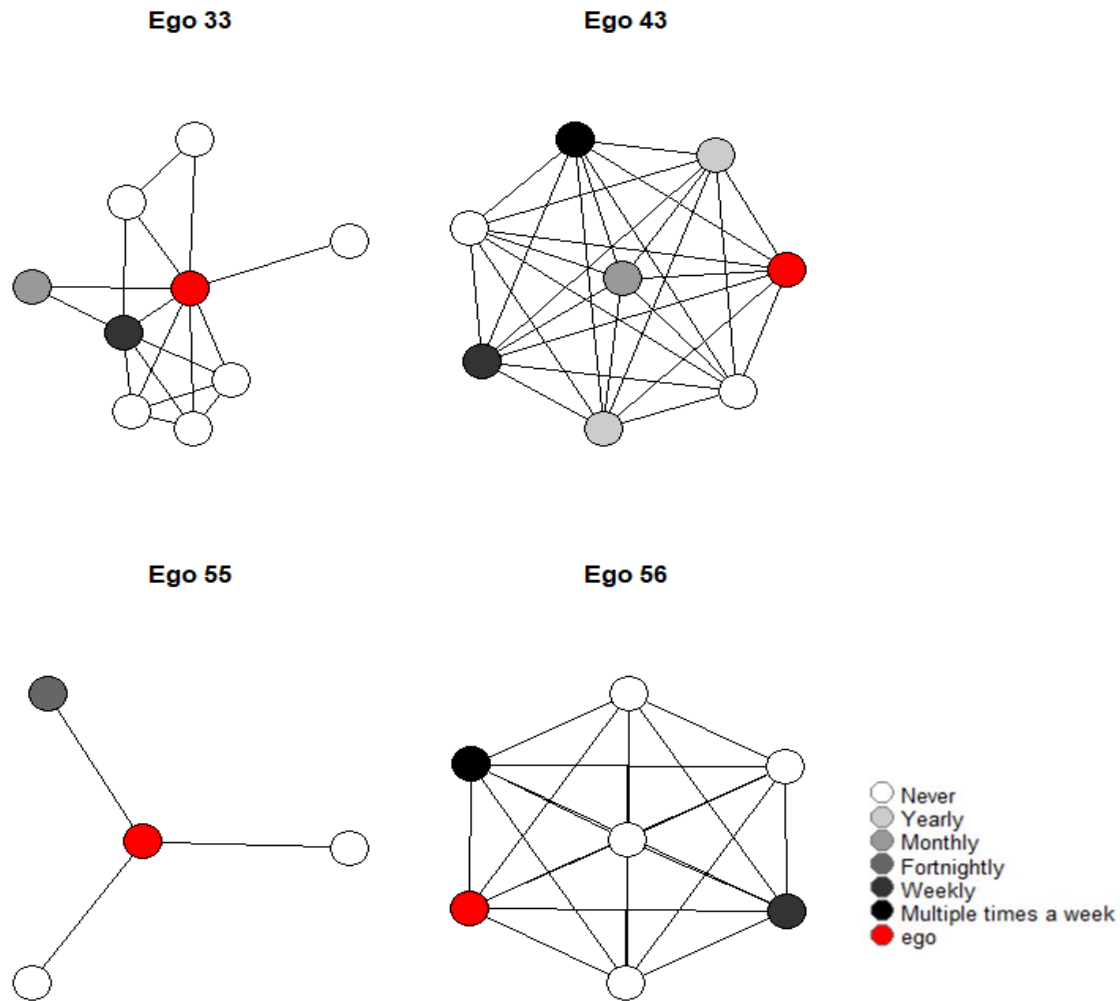 Ego 33
Ego 43
Ego 55
Ego 56
Never
Yearly
Monthly
Fortnightly
Weekly
Multiple times a week
ego